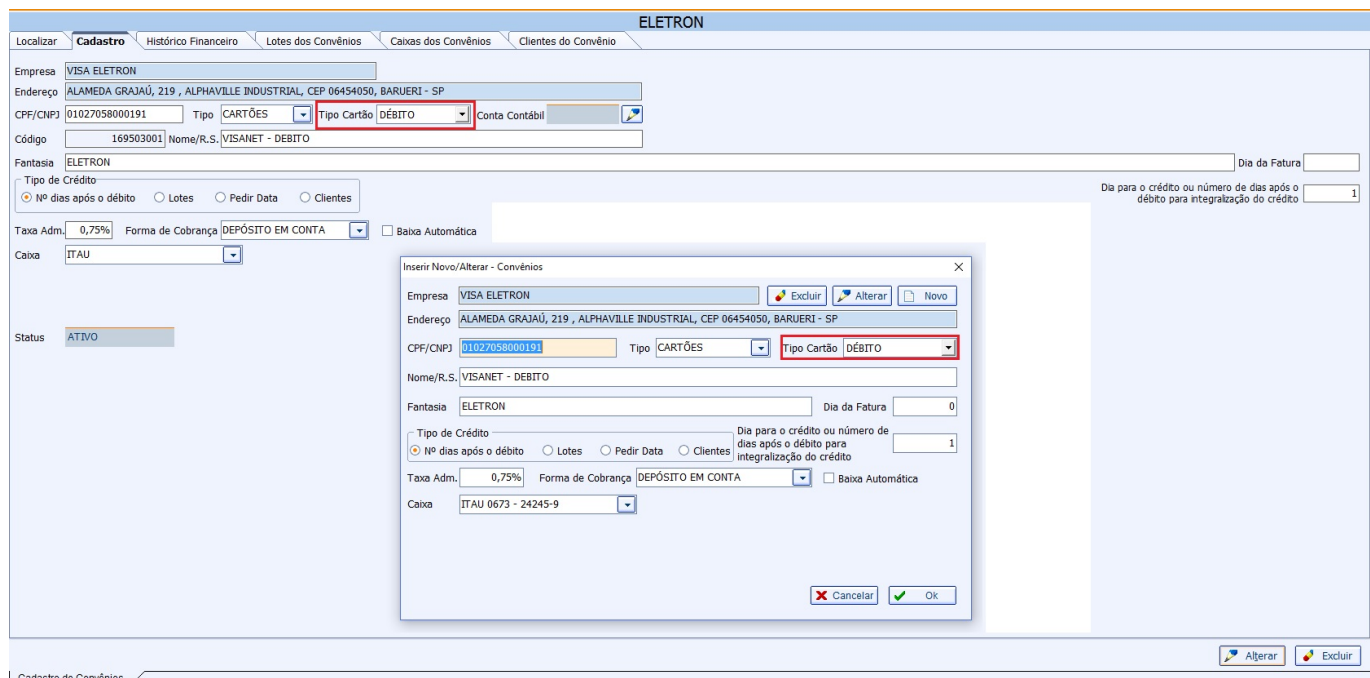 ELETRON
Localizar Cadastro Histórico Financeiro Lotes dos Convênios Caixas dos Convênios Clientes do Convênio
Empresa VISA ELETRON
Endereço ALAMEDA GRAJAÚ, 219 , ALPHAVILLE INDUSTRIAL, CEP 06454050, BARUERI - SP
CPF/CNPJ 01027058000191 Tipo CARTÕES Tipo Cartão DÉBITO Conta Contábil
Código 169503001 Nome/R.S. VISANET - DEBITO
Fantasia ELETRON Dia da Fatura
Tipo de Crédito
Nº dias após o débito Lotes Pedir Data Clientes
Dia para o crédito ou número de dias após o
débito para integralização do crédito 1
Taxa Adm. 0,75% Forma de Cobrança DEPÓSITO EM CONTA Baixa Automática
Caixa ITAU
Status ATIVO
Inserir Novo/Alterar - Convênios
Empresa VISA ELETRON Excluir Alterar Novo
Endereço ALAMEDA GRAJAÚ, 219 , ALPHAVILLE INDUSTRIAL, CEP 06454050, BARUERI - SP
CPF/CNPJ 01027058000191 Tipo CARTÕES Tipo Cartão DÉBITO
Nome/R.S. VISANET - DEBITO
Fantasia ELETRON Dia da Fatura 0
Tipo de Crédito
Nº dias após o débito Lotes Pedir Data Clientes
Dia para o crédito ou número de
dias após o débito para
integralização do crédito 1
Taxa Adm. 0,75% Forma de Cobrança DEPÓSITO EM CONTA Baixa Automática
Caixa ITAU 0673 - 24245-9
Cancelar Ok
Alterar Excluir
Cadastro de Convênios